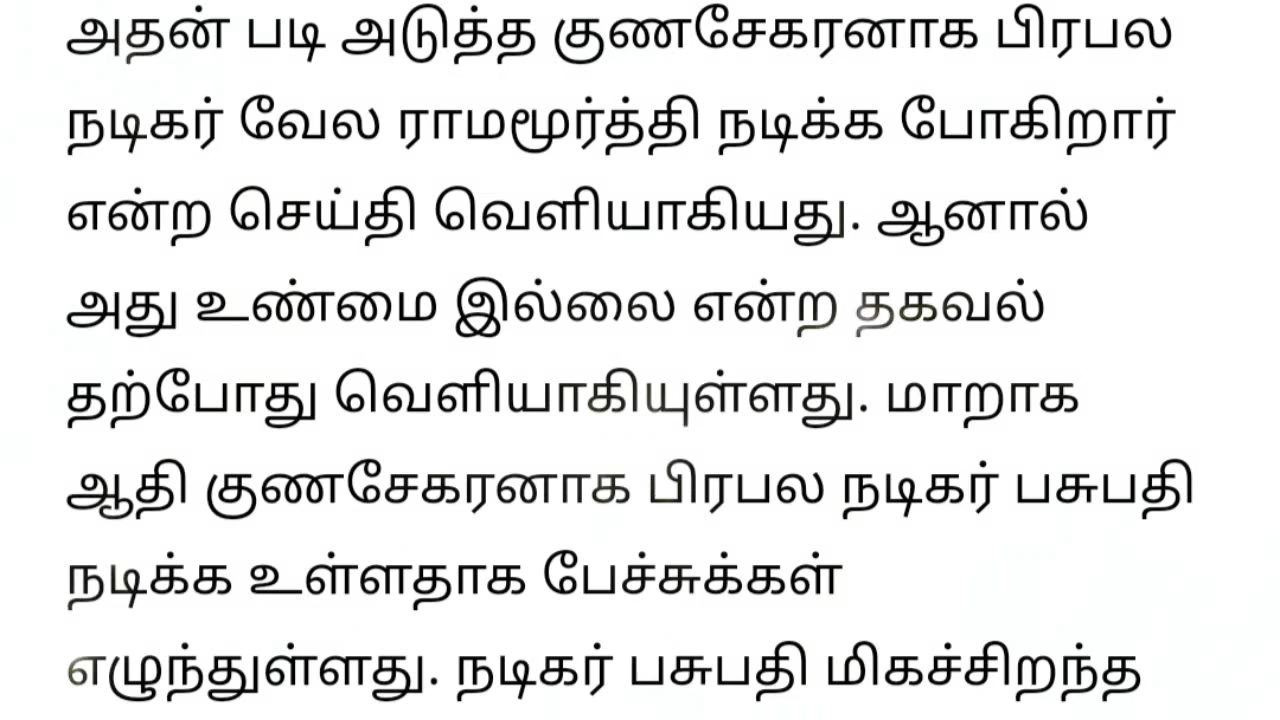 அதன் படி அடுத்த குணசேகரனாக பிரபல
நடிகர் வேல ராமமூர்த்தி நடிக்க போகிறார்
என்ற செய்தி வெளியாகியது. ஆனால்
அது உண்மை இல்லை என்ற தகவல்
தற்போது வெளியாகியுள்ளது. மாறாக
ஆதி குணசேகரனாக பிரபல நடிகர் பசுபதி
நடிக்க உள்ளதாக பேச்சுக்கள்
எழுந்துள்ளது. நடிகர் பசுபதி மிகச்சிறந்த